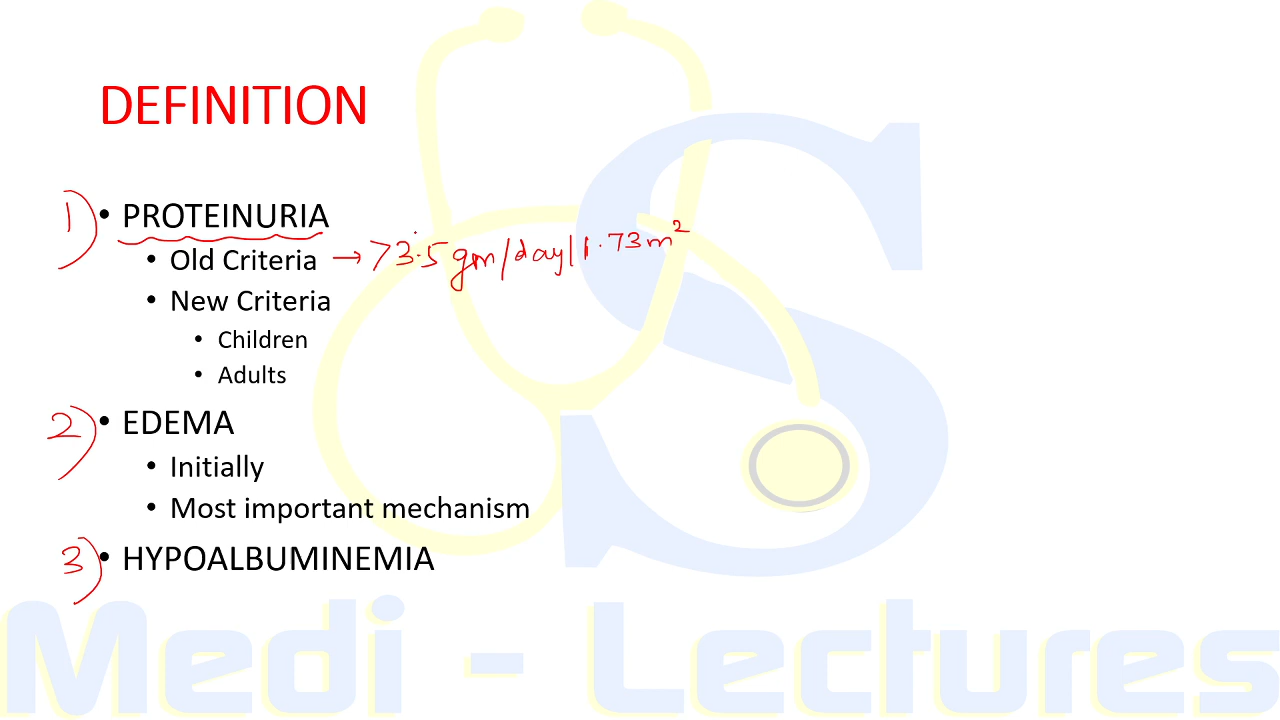 DEFINITION
1) • PROTEINURIA
• Old Criteria → >3.5 gm/day/1.73m²
• New Criteria
• Children
• Adults
2) • EDEMA
• Initially
• Most important mechanism
3) • HYPOALBUMINEMIA
Medi - Lectures